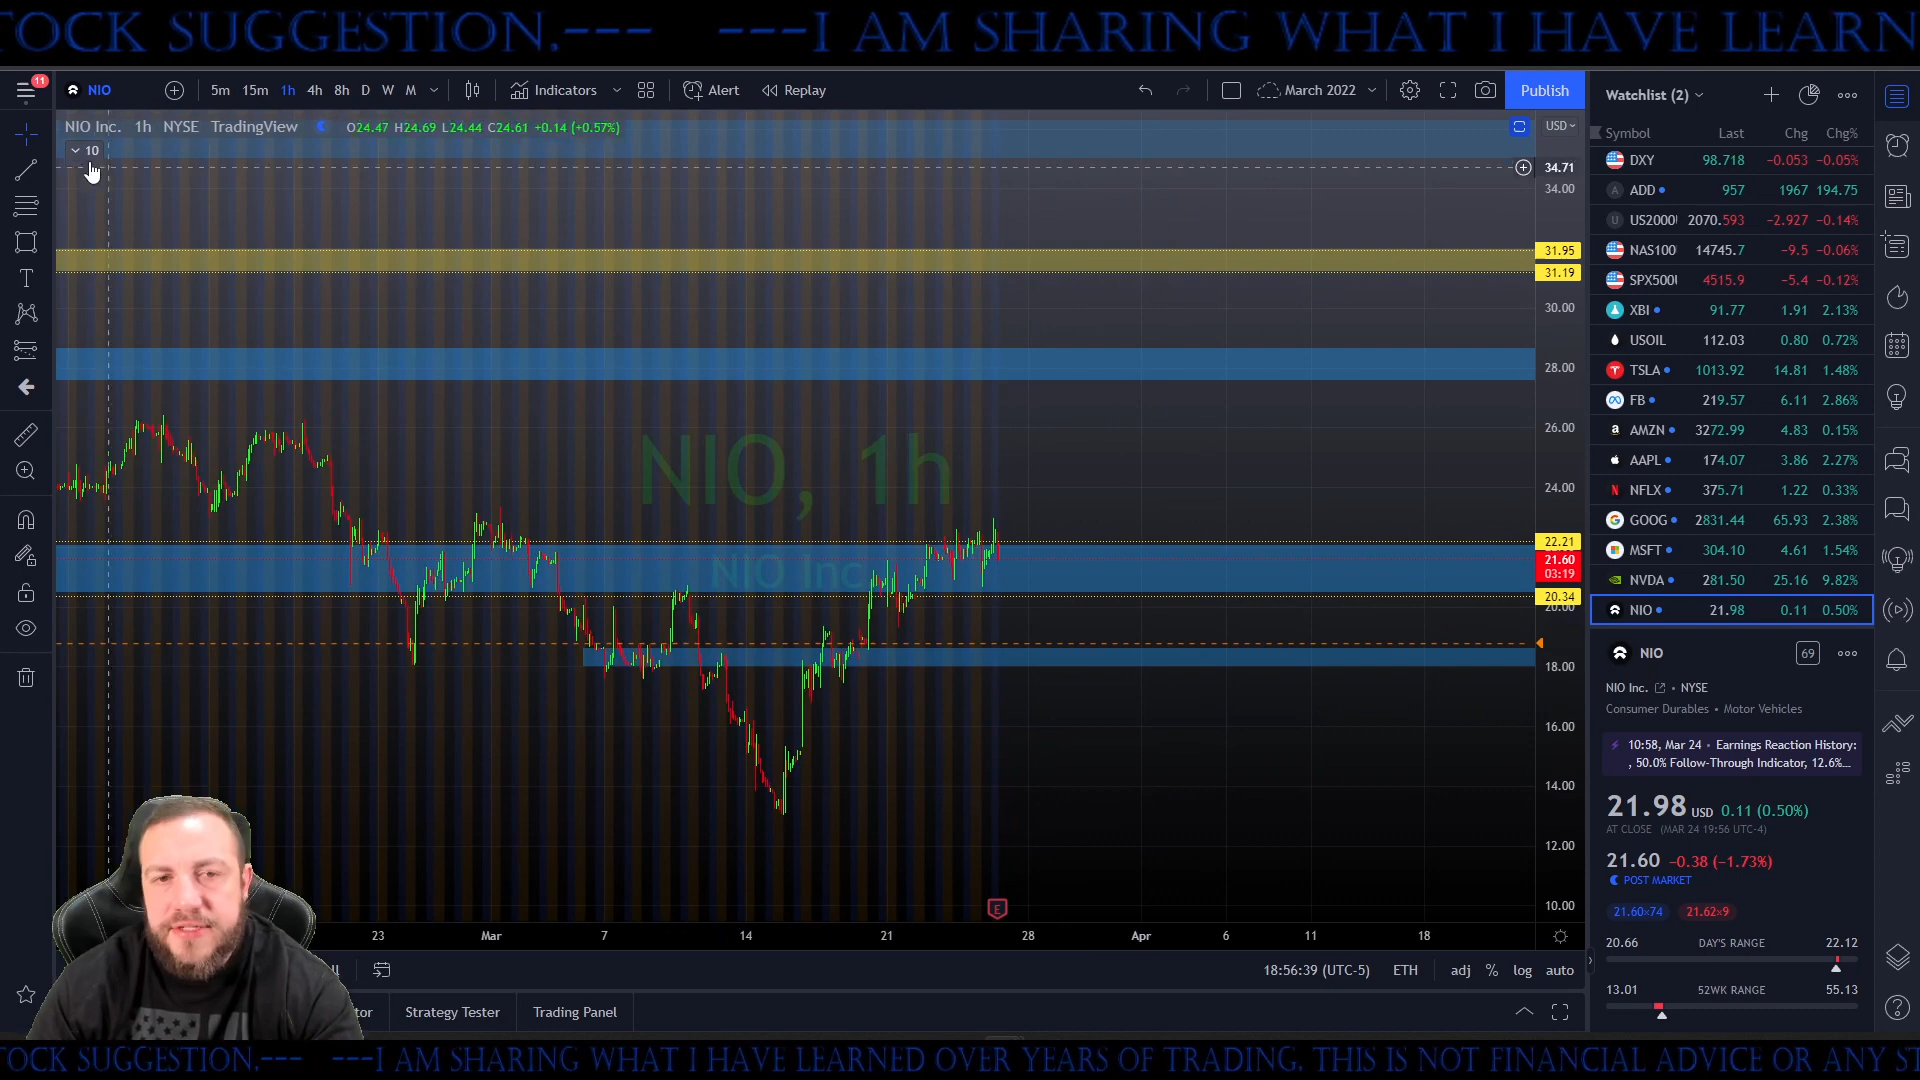 OCK SUGGESTION.--- ---I AM SHARING WHAT I HAVE LEARN
11
NIO
5m 15m 1h 4h 8h D W M
Indicators
Alert
Replay
March 2022
Publish
NIO Inc. 1h NYSE TradingView O24.47 H24.69 L24.44 C24.61 +0.14 (+0.57%)
10
USD
34.71
34.00
31.95
31.19
30.00
28.00
26.00
24.00
22.21
21.60
03:19
20.34
20.00
18.00
16.00
14.00
12.00
10.00
NIO, 1h
NIO Inc
E
23 Mar 7 14 21 28 Apr 6 11 18
18:56:39 (UTC-5) ETH adj % log auto
tor Strategy Tester Trading Panel
Watchlist (2)
Symbol Last Chg Chg%
DXY 98.718 −0.053 −0.05%
ADD 957 1967 194.75
US2000 2070.593 −2.927 −0.14%
NAS100 14745.7 −9.5 −0.06%
SPX500 4515.9 −5.4 −0.12%
XBI 91.77 1.91 2.13%
USOIL 112.03 0.80 0.72%
TSLA 1013.92 14.81 1.48%
FB 219.57 6.11 2.86%
AMZN 3272.99 4.83 0.15%
AAPL 174.07 3.86 2.27%
NFLX 375.71 1.22 0.33%
GOOG 2831.44 65.93 2.38%
MSFT 304.10 4.61 1.54%
NVDA 281.50 25.16 9.82%
NIO 21.98 0.11 0.50%
NIO 69
NIO Inc. • NYSE
Consumer Durables • Motor Vehicles
10:58, Mar 24 • Earnings Reaction History:
, 50.0% Follow-Through Indicator, 12.6%...
21.98 USD 0.11 (0.50%)
AT CLOSE (MAR 24 19:56 UTC-4)
21.60 −0.38 (−1.73%)
POST MARKET
21.60×74 21.62×9
20.66 DAY'S RANGE 22.12
13.01 52WK RANGE 55.13
TOCK SUGGESTION.--- ---I AM SHARING WHAT I HAVE LEARNED OVER YEARS OF TRADING. THIS IS NOT FINANCIAL ADVICE OR ANY ST